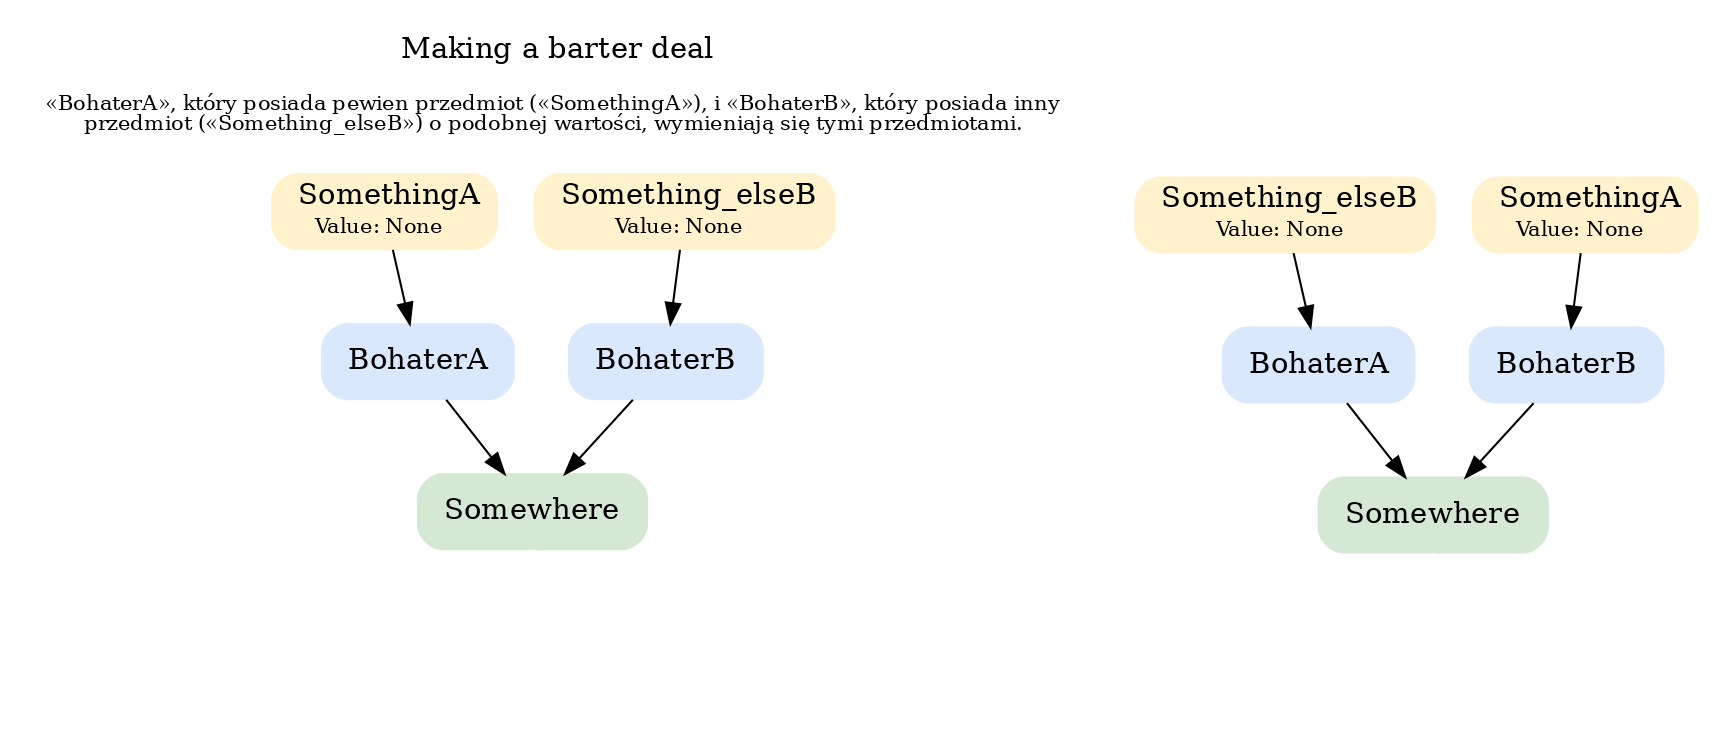 Making a barter deal
«BohaterA», który posiada pewien przedmiot («SomethingA»), i «BohaterB», który posiada inny
przedmiot («Something_elseB») o podobnej wartości, wymieniają się tymi przedmiotami.
SomethingA
Value: None
Something_elseB
Value: None
BohaterA
BohaterB
Somewhere
Something_elseB
Value: None
SomethingA
Value: None
BohaterA
BohaterB
Somewhere